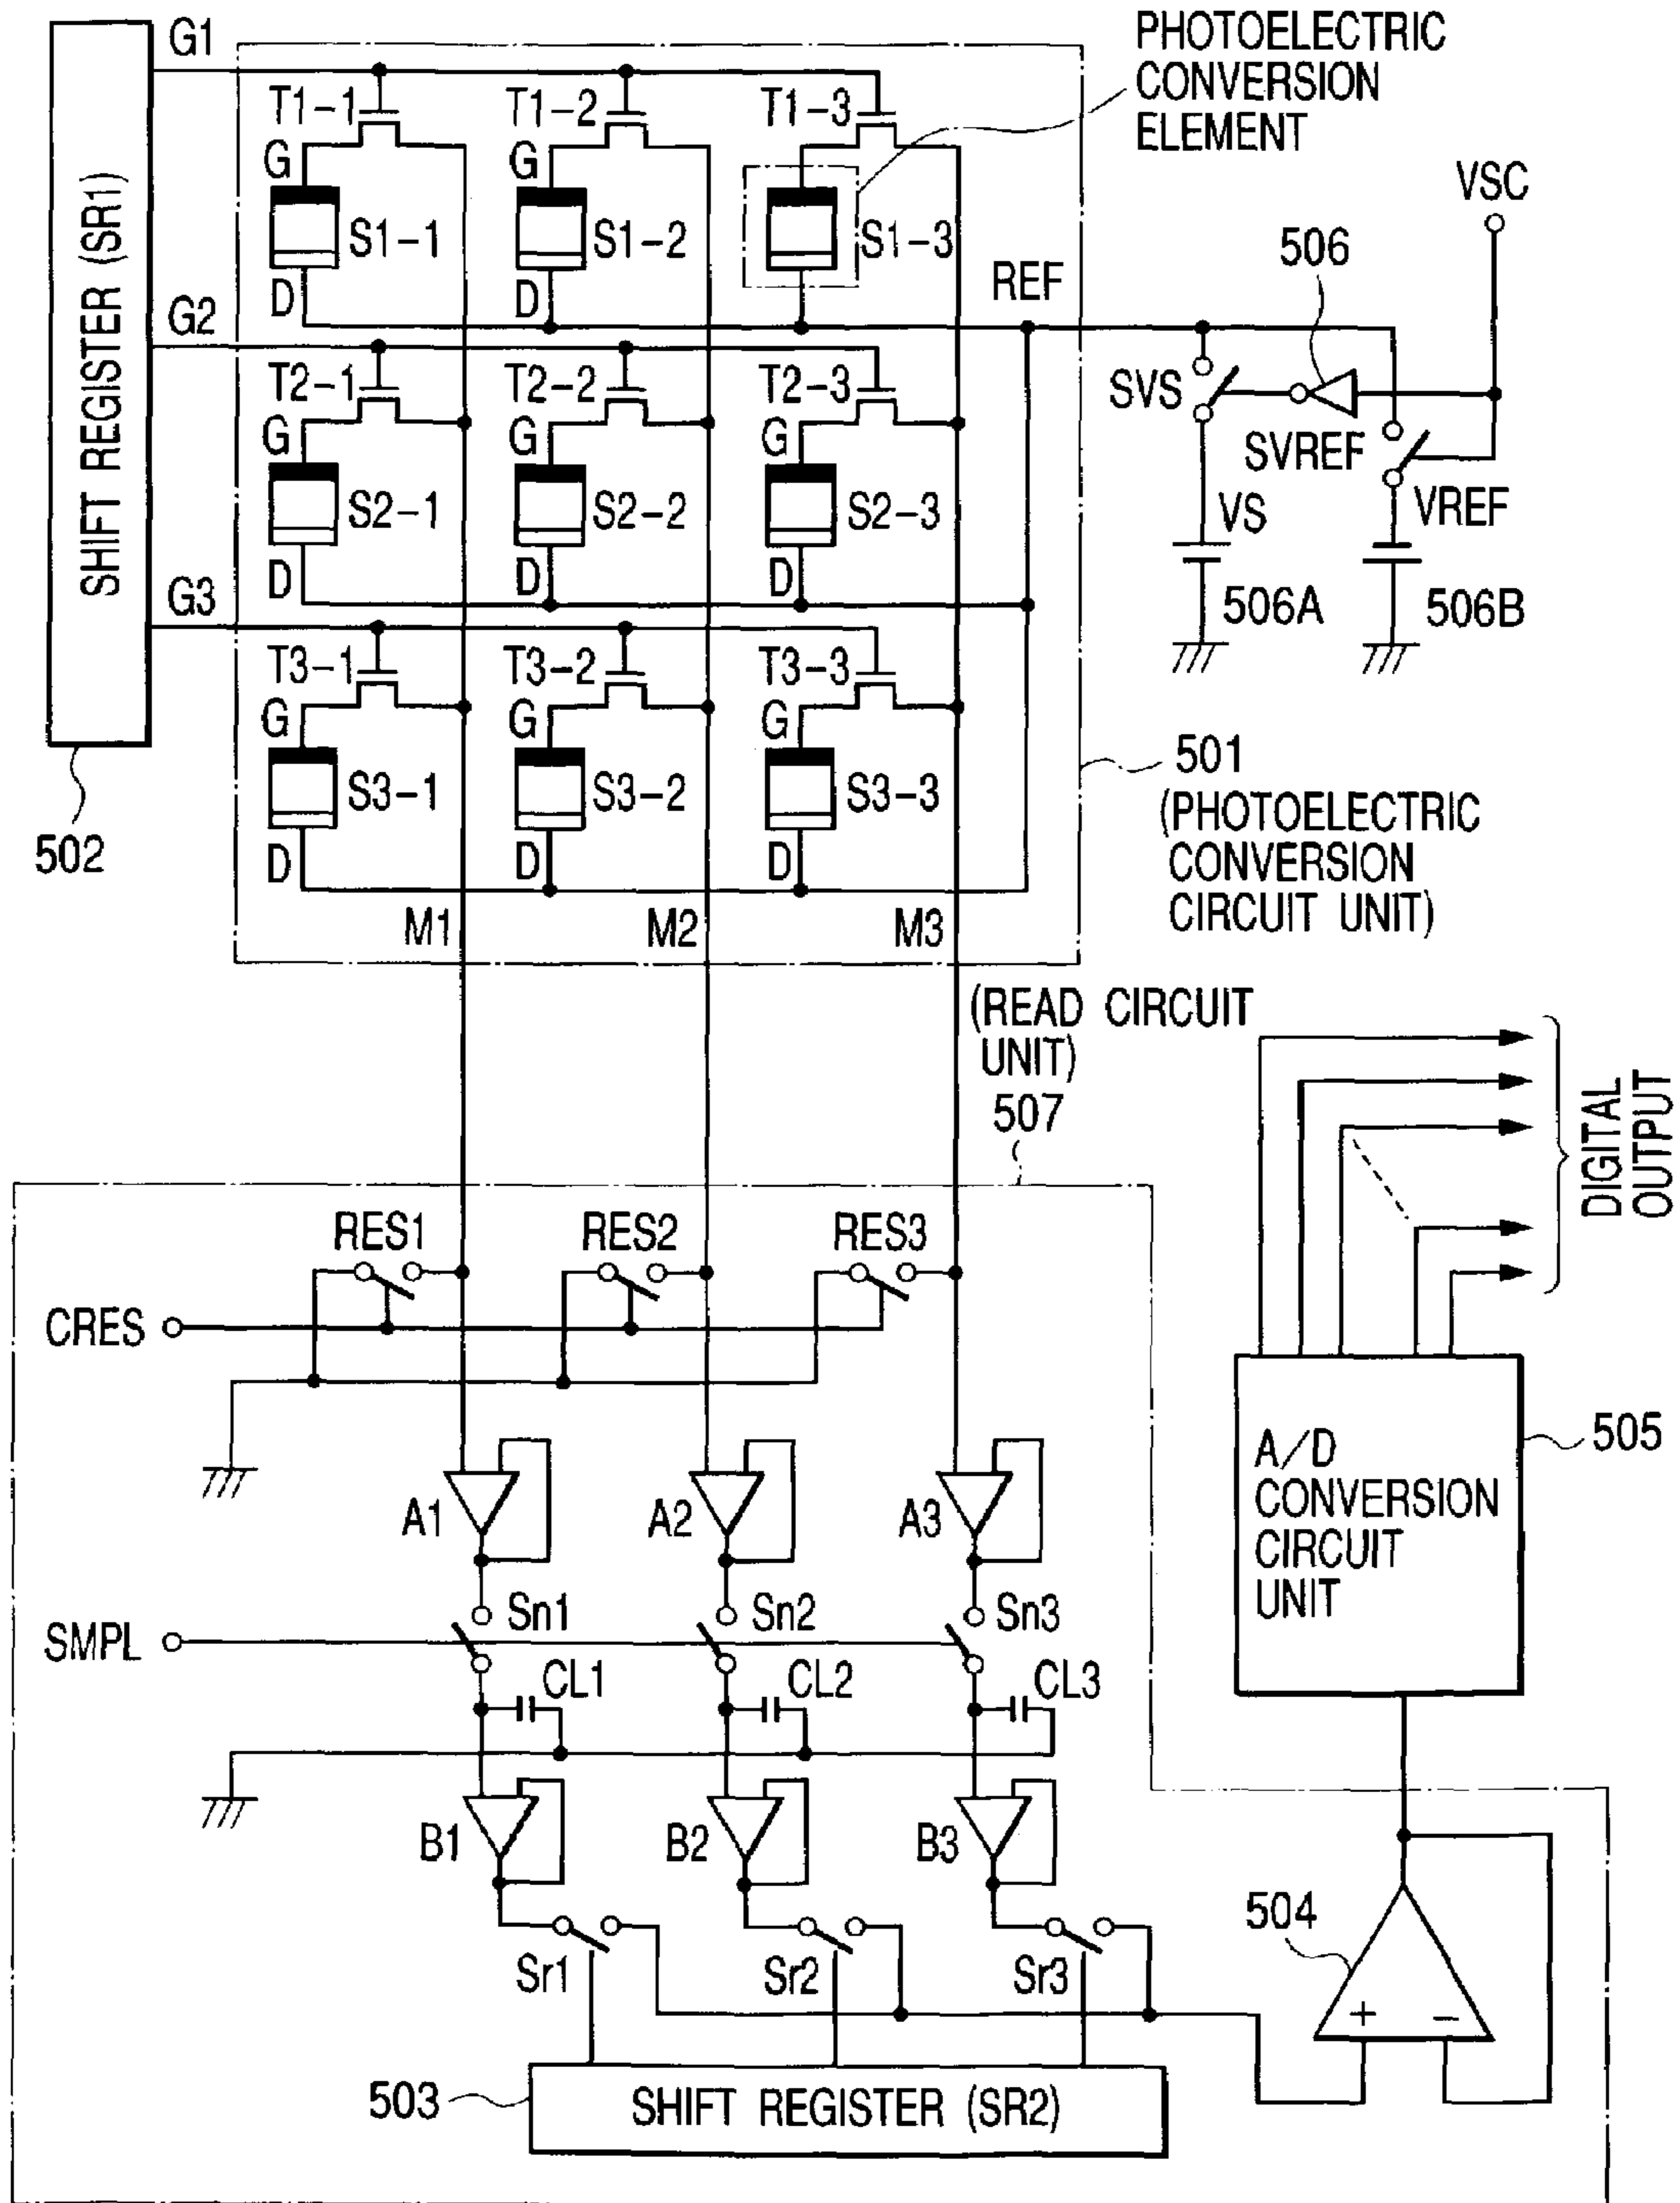 G1
PHOTOELECTRIC
CONVERSION
ELEMENT
T1-1
T1-2
T1-3
G
G
VSC
SHIFT REGISTER (SR1)
S1-1
S1-2
S1-3
506
D
D
REF
G2
T2-1
T2-2
T2-3
SVS
G
G
G
SVREF
S2-1
S2-2
S2-3
VS
VREF
D
D
D
G3
506A
506B
T3-1
T3-2
T3-3
G
G
G
501
(PHOTOELECTRIC
CONVERSION
CIRCUIT UNIT)
S3-1
S3-2
S3-3
502
D
D
D
M1
M2
M3
(READ CIRCUIT
UNIT)
507
DIGITAL
OUTPUT
RES1
RES2
RES3
CRES
A/D
CONVERSION
CIRCUIT
UNIT
505
A1
A2
A3
Sn1
Sn2
Sn3
SMPL
CL1
CL2
CL3
B1
B2
B3
504
Sr1
Sr2
Sr3
+
−
503
SHIFT REGISTER (SR2)